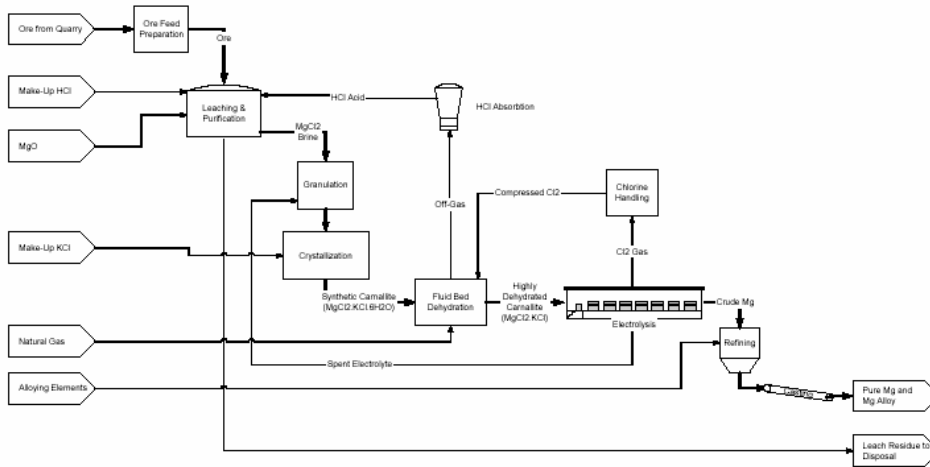 Ore from Quarry
Ore Feed
Preparation
Ore
Make-Up HCl
HCl Acid
HCl Absorbtion
Leaching &
Purification
MgO
MgCl2
Brine
Granulation
Compressed Cl2
Chlorine
Handling
Off-Gas
Make-Up KCl
Crystallization
Cl2 Gas
Synthetic Carnallite
(MgCl2.KCl.6H2O)
Fluid Bed
Dehydration
Highly
Dehydrated
Carnallite
(MgCl2.KCl)
Crude Mg
Electrolysis
Natural Gas
Refining
Spent Electrolyte
Alloying Elements
Casting
Pure Mg and
Mg Alloy
Leach Residue to
Disposal